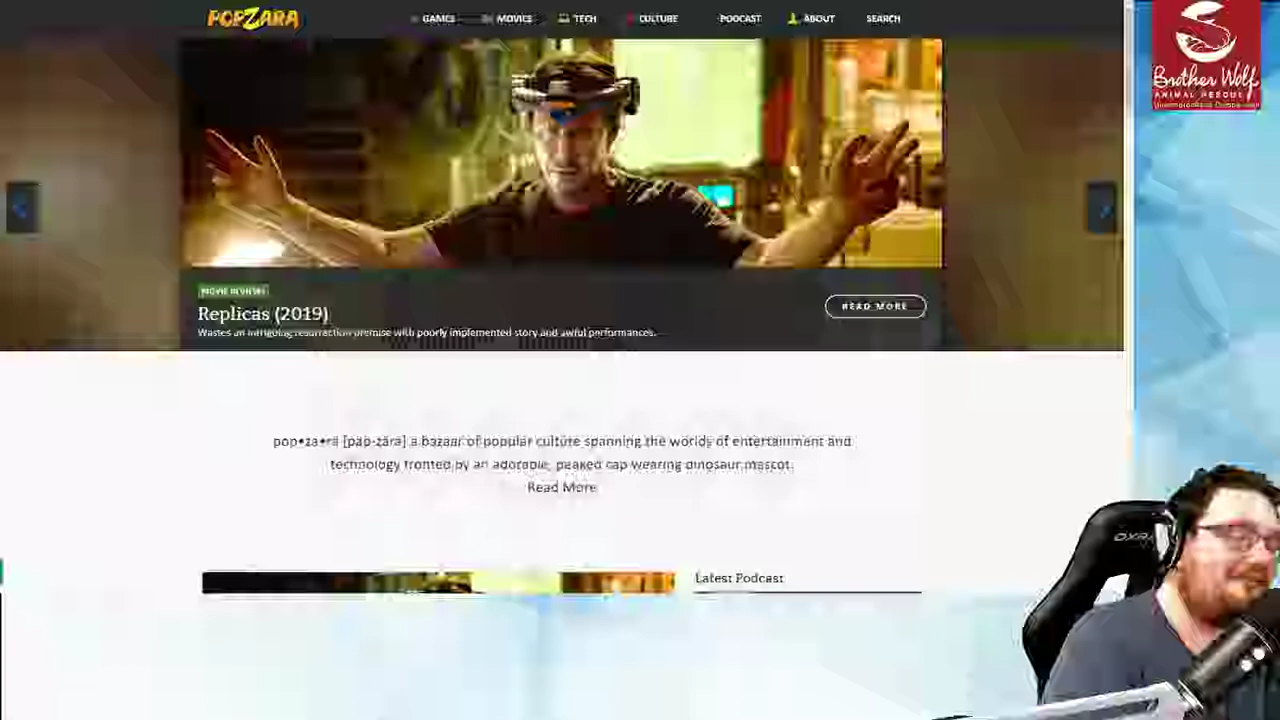 POPZARA
GAMES MOVIES TECH CULTURE PODCAST ABOUT SEARCH
Brother Wolf
ANIMAL RESCUE
MOVIE REVIEWS
Replicas (2019)
READ MORE
Wastes an intriguing resurrection premise with poorly implemented story and awful performances.
pop•za•ra [pap-zära] a bazaar of popular culture spanning the worlds of entertainment and
technology fronted by an adorable, peaked cap wearing dinosaur mascot.
Read More
Latest Podcast